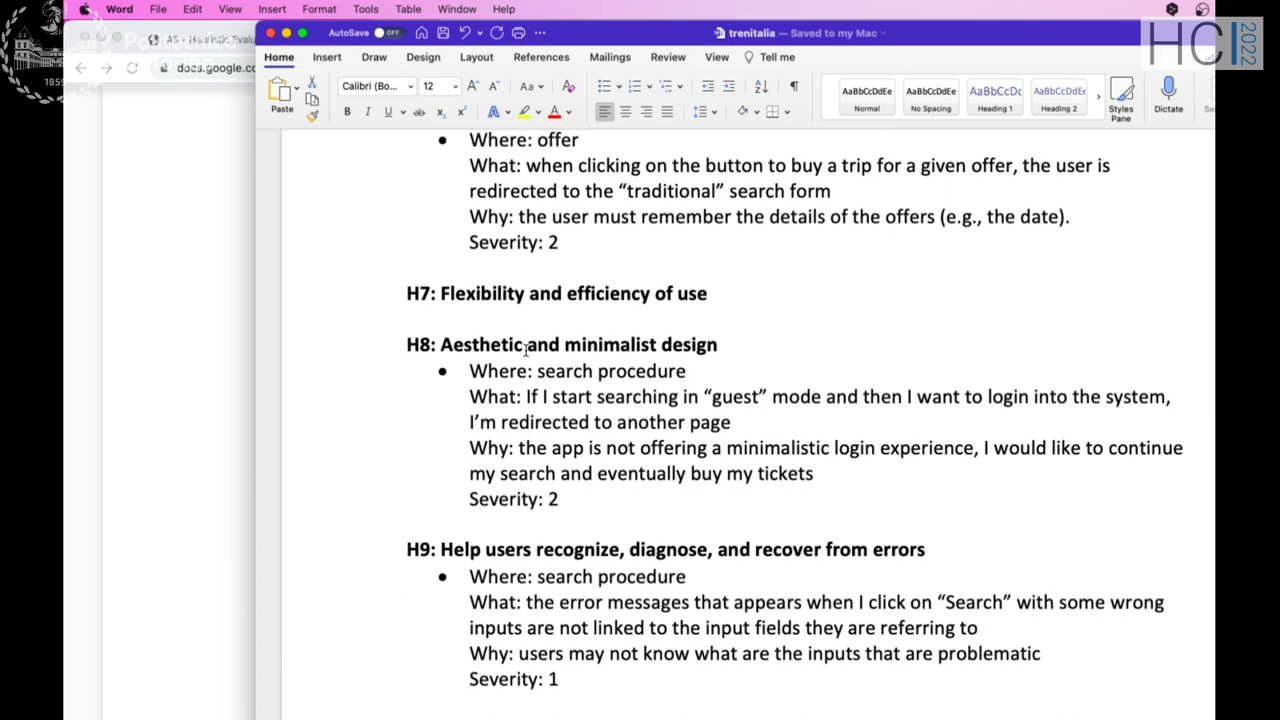 Word File Edit View Insert Format Tools Table Window Help
AutoSave OFF trenitalia — Saved to my Mac
HCI 2022
1859
docs.google.co
Home Insert Draw Design Layout References Mailings Review View Tell me
Paste Calibri (Bo... 12 AaBbCcDdEe AaBbCcDdEe AaBbCcDc AaBbCcDdEe
Normal No Spacing Heading 1 Heading 2 Styles Pane Dictate
• Where: offer
What: when clicking on the button to buy a trip for a given offer, the user is
redirected to the “traditional” search form
Why: the user must remember the details of the offers (e.g., the date).
Severity: 2
H7: Flexibility and efficiency of use
H8: Aesthetic and minimalist design
• Where: search procedure
What: If I start searching in “guest” mode and then I want to login into the system,
I’m redirected to another page
Why: the app is not offering a minimalistic login experience, I would like to continue
my search and eventually buy my tickets
Severity: 2
H9: Help users recognize, diagnose, and recover from errors
• Where: search procedure
What: the error messages that appears when I click on “Search” with some wrong
inputs are not linked to the input fields they are referring to
Why: users may not know what are the inputs that are problematic
Severity: 1